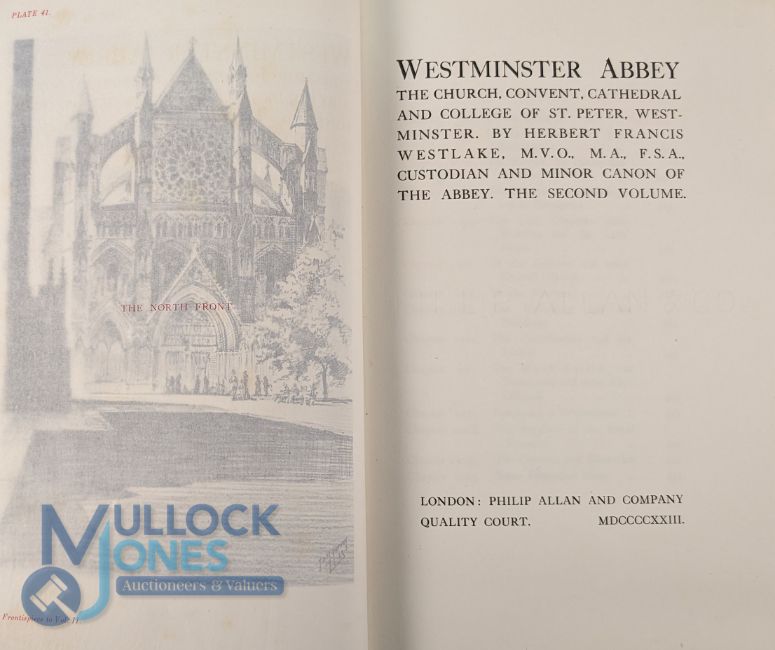 PLATE 41.
THE NORTH FRONT.
Frontispiece to Vol. II.
MULLOCK
JONES
Auctioneers & Valuers
WESTMINSTER ABBEY
THE CHURCH, CONVENT, CATHEDRAL
AND COLLEGE OF ST. PETER, WEST-
MINSTER. BY HERBERT FRANCIS
WESTLAKE, M.V.O., M.A., F.S.A.,
CUSTODIAN AND MINOR CANON OF
THE ABBEY. THE SECOND VOLUME.
LONDON: PHILIP ALLAN AND COMPANY
QUALITY COURT. MDCCCCXXIII.